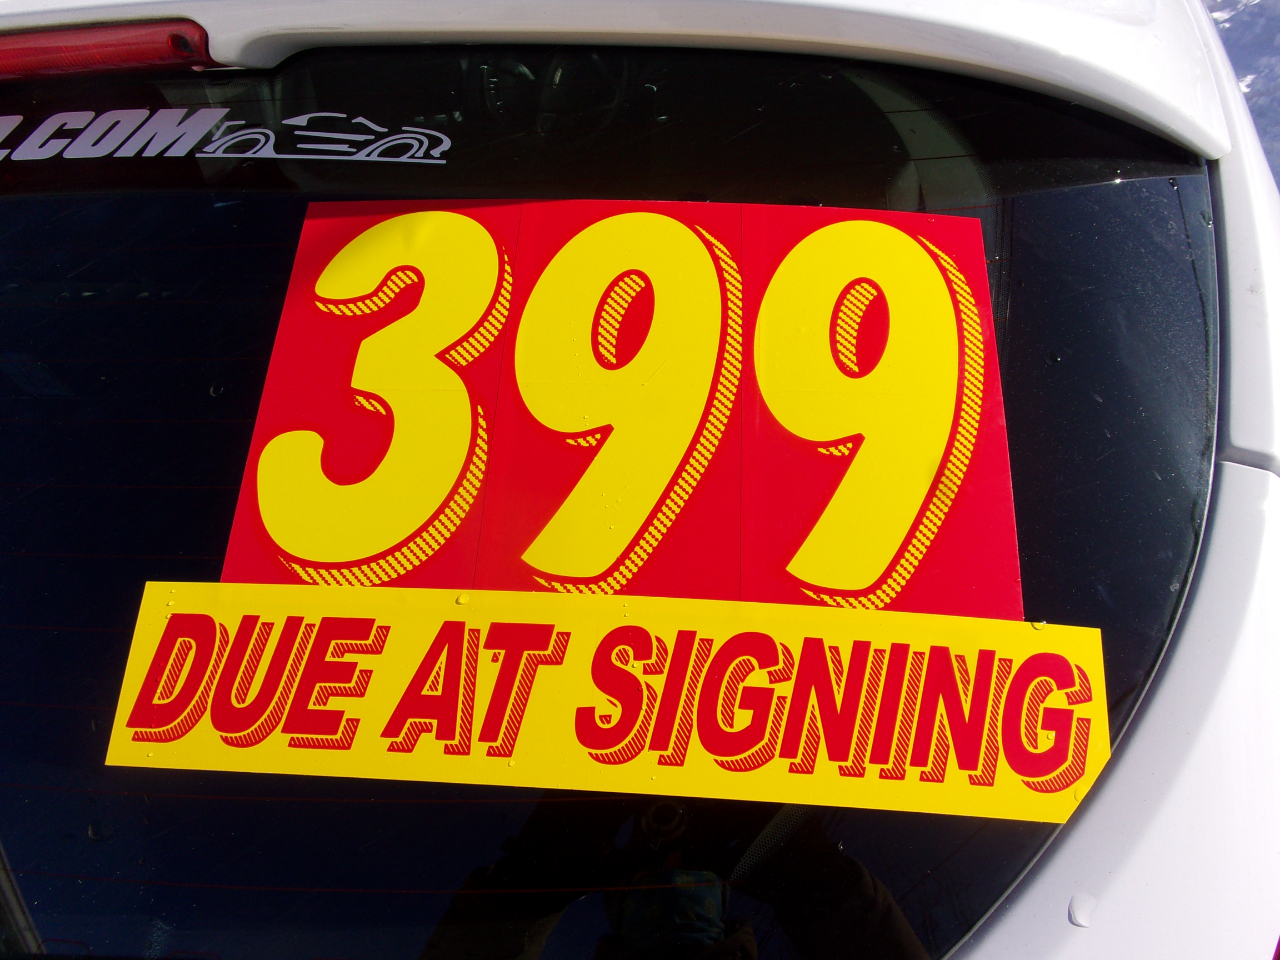 .COM
399
DUE AT SIGNING